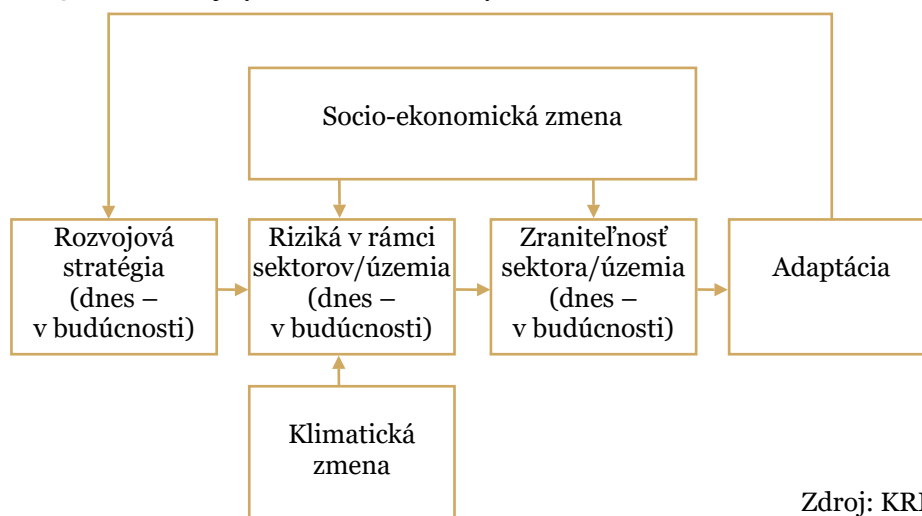 Socio-ekonomická zmena
Rozvojová
stratégia
(dnes –
v budúcnosti)
Riziká v rámci
sektorov/územia
(dnes –
v budúcnosti)
Zraniteľnosť
sektora/územia
(dnes –
v budúcnosti)
Adaptácia
Klimatická
zmena
Zdroj: